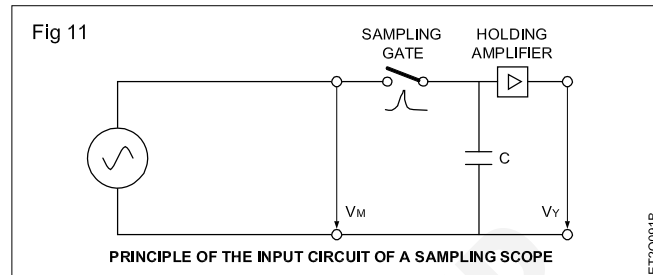 Fig 11
SAMPLING
GATE
HOLDING
AMPLIFIER
C
VM
VY
PRINCIPLE OF THE INPUT CIRCUIT OF A SAMPLING SCOPE